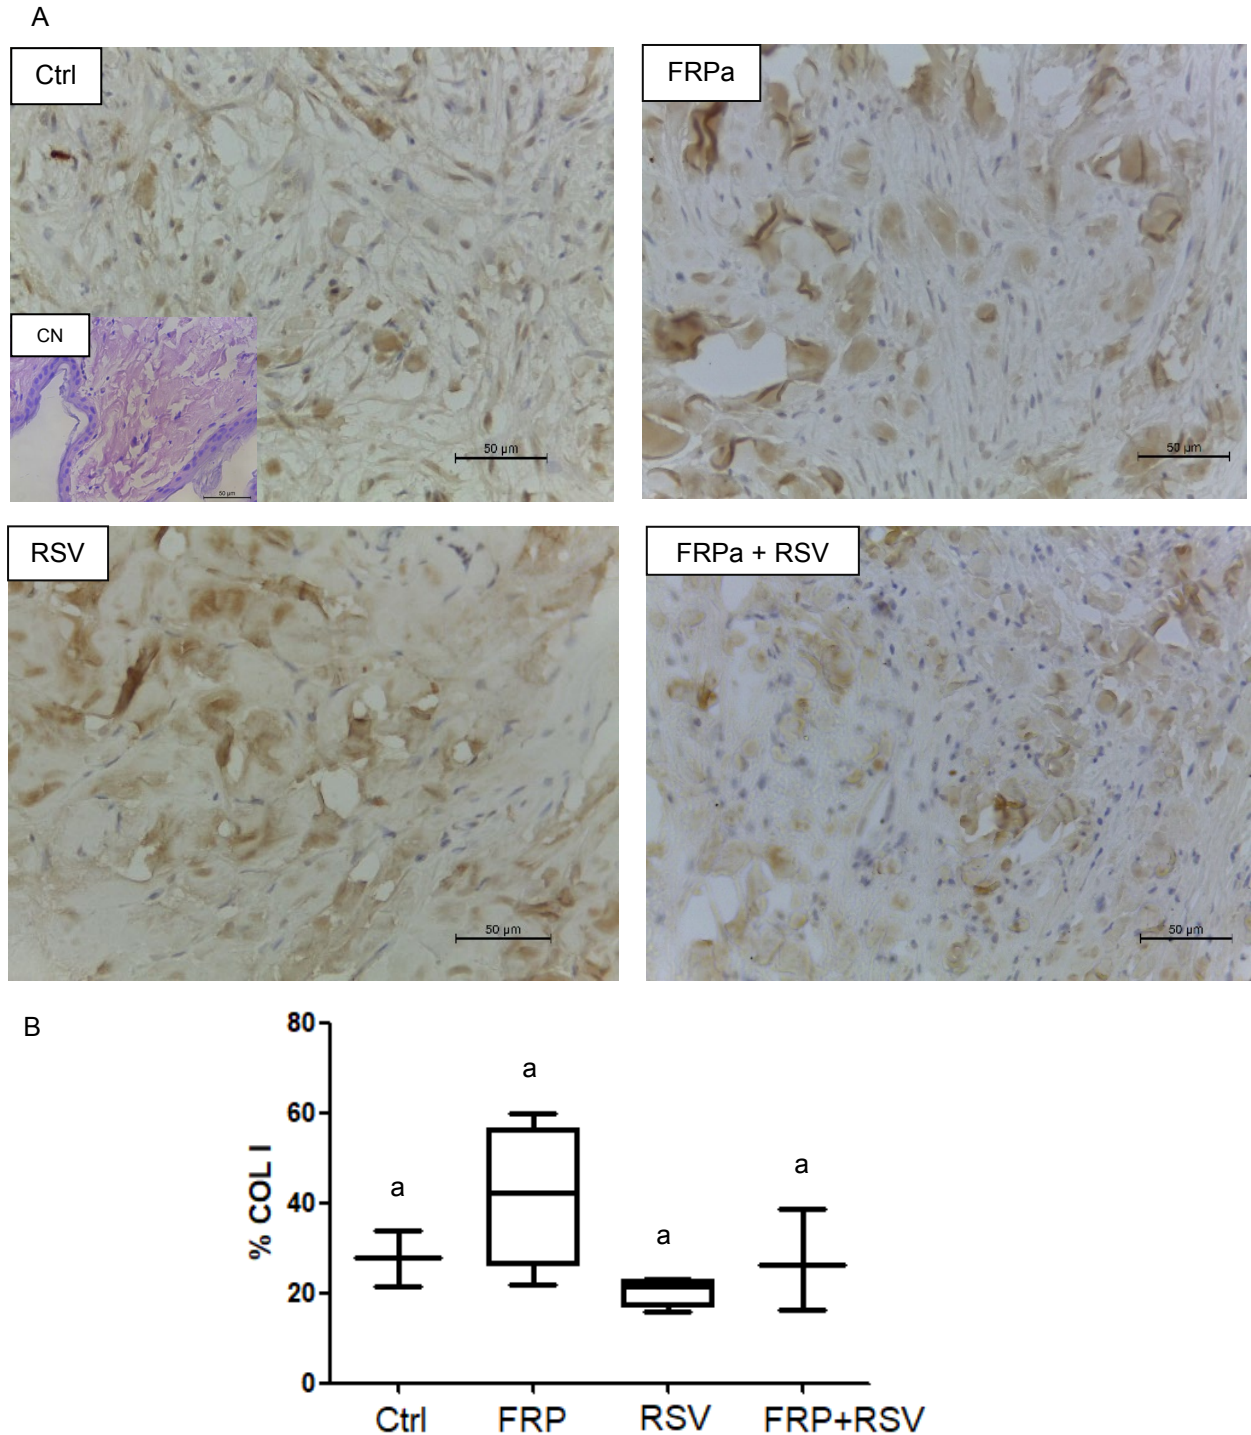 A
Ctrl
FRPa
CN
50 µm
50 µm
50 µm
RSV
FRPa + RSV
50 µm
50 µm
B
% COL I
80
60
40
20
0
a
a
a
a
Ctrl
FRP
RSV
FRP+RSV